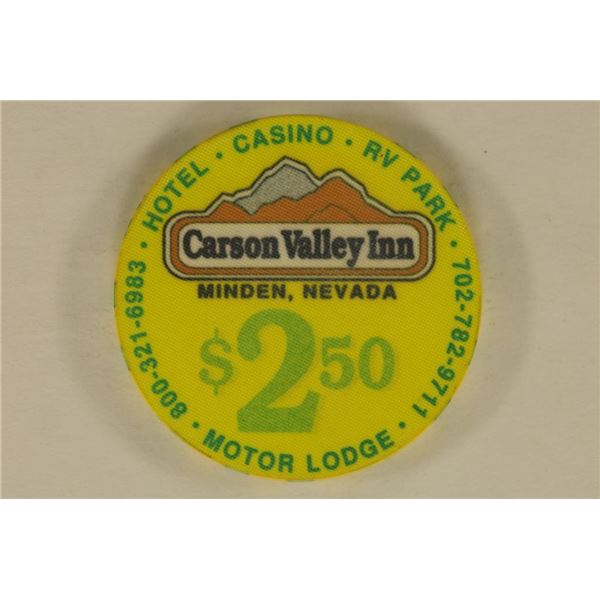 HOTEL · CASINO · RV PARK · 702-782-9711 · MOTOR LODGE · 800-321-6983 ·
Carson Valley Inn
MINDEN, NEVADA
$2.50